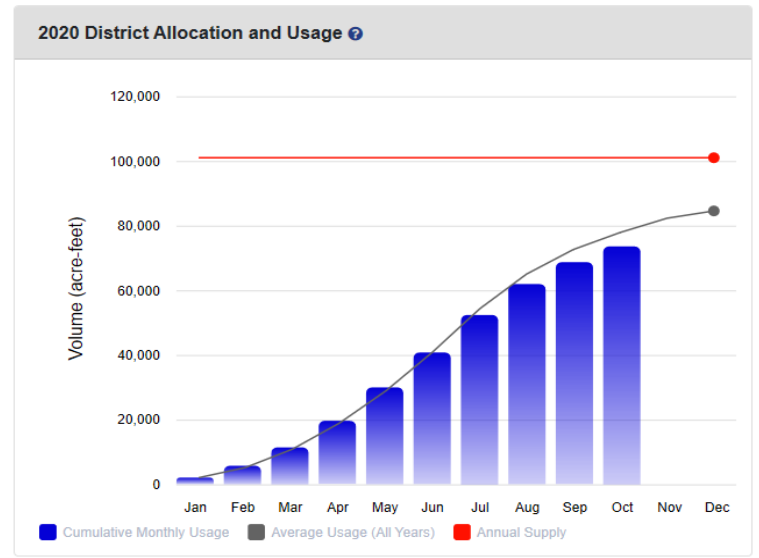 2020 District Allocation and Usage ?
120,000
100,000
80,000
60,000
40,000
20,000
0
Volume (acre-feet)
Jan Feb Mar Apr May Jun Jul Aug Sep Oct Nov Dec
Cumulative Monthly Usage Average Usage (All Years) Annual Supply